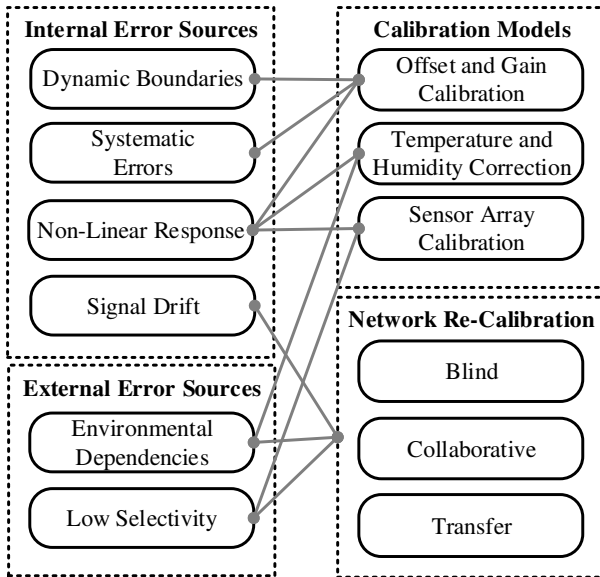 Internal Error Sources
Dynamic Boundaries
Systematic
Errors
Non-Linear Response
Signal Drift
External Error Sources
Environmental
Dependencies
Low Selectivity
Calibration Models
Offset and Gain
Calibration
Temperature and
Humidity Correction
Sensor Array
Calibration
Network Re-Calibration
Blind
Collaborative
Transfer